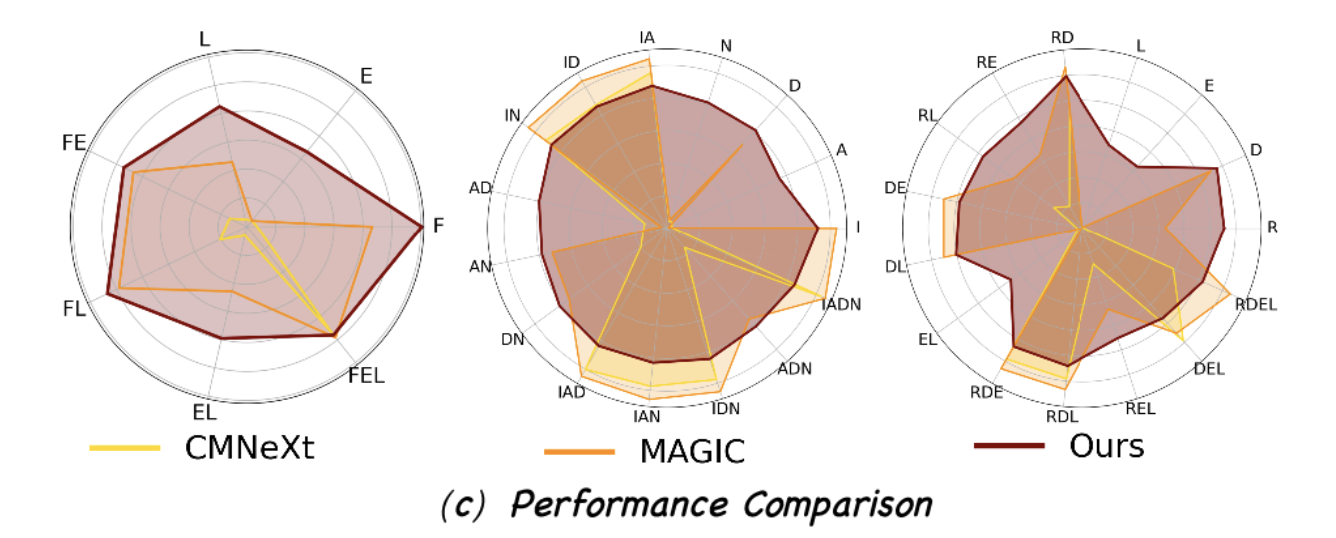 L
E
F
FEL
EL
FL
FE
IA
N
D
A
I
IADN
ADN
IDN
IAN
IAD
DN
AN
AD
IN
ID
RD
L
E
D
R
RDEL
DEL
REL
RDL
RDE
EL
DL
DE
RL
RE
CMNeXt
MAGIC
Ours
(c) Performance Comparison